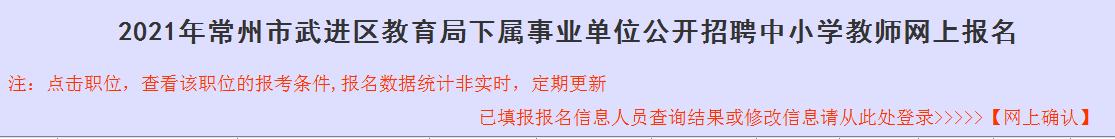 2021年常州市武进区教育局下属事业单位公开招聘中小学教师网上报名
注：点击职位，查看该职位的报考条件,报名数据统计非实时，定期更新
已填报报名信息人员查询结果或修改信息请从此处登录>>>>>【网上确认】